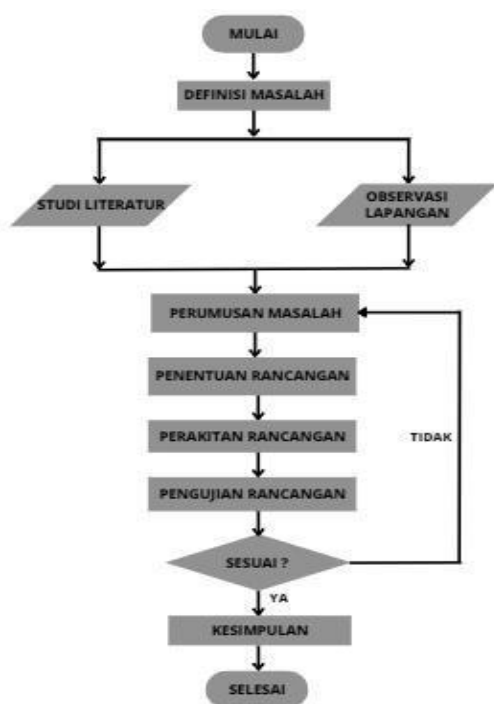 MULAI
DEFINISI MASALAH
STUDI LITERATUR
OBSERVASI
LAPANGAN
PERUMUSAN MASALAH
PENENTUAN RANCANGAN
PERAKITAN RANCANGAN
TIDAK
PENGUJIAN RANCANGAN
SESUAI ?
YA
KESIMPULAN
SELESAI